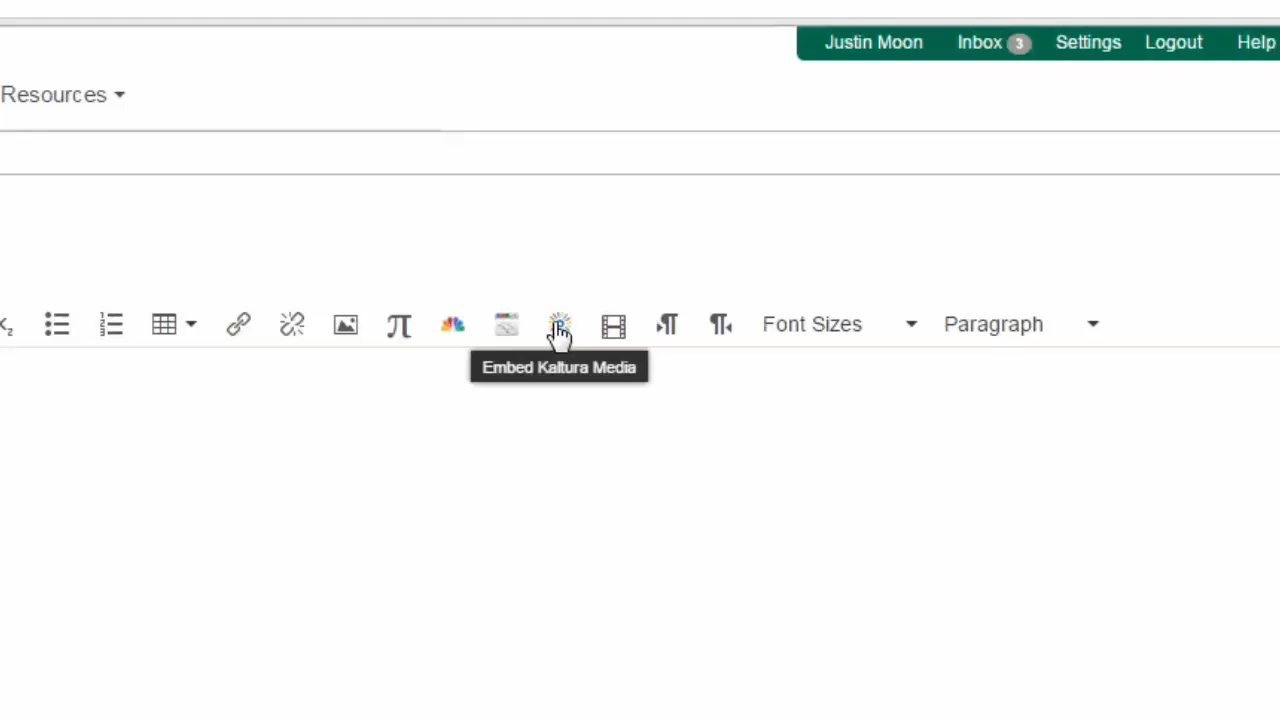 Justin Moon Inbox 3 Settings Logout Help
Resources
Font Sizes Paragraph
Embed Kaltura Media